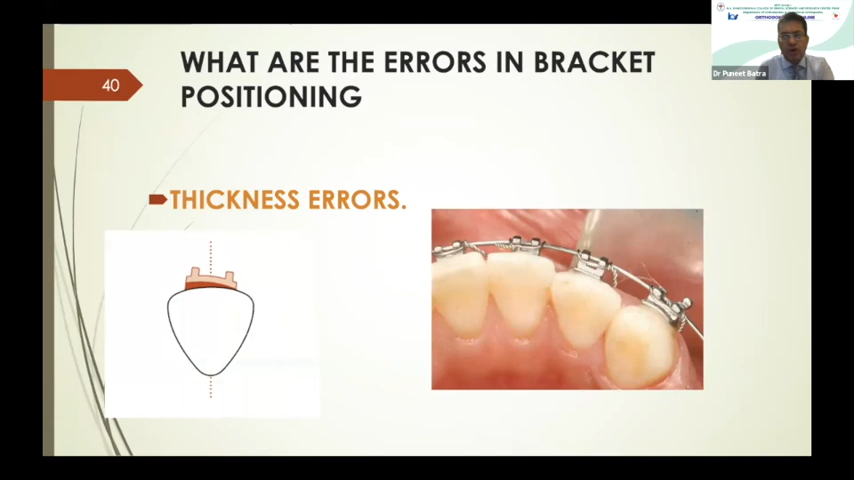 40
WHAT ARE THE ERRORS IN BRACKET
POSITIONING
THICKNESS ERRORS.
Dr Puneet Batra